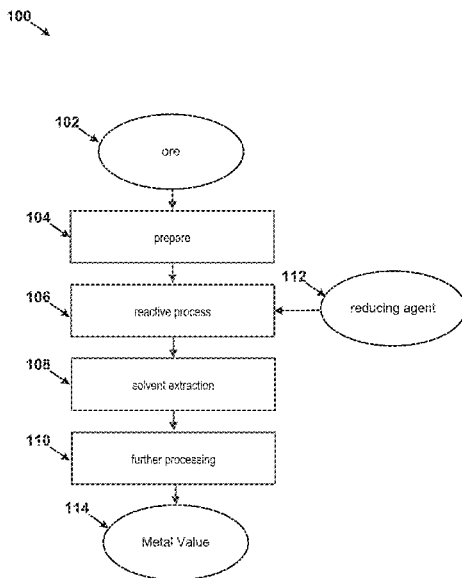 100
102
ore
104
prepare
112
106
reactive process
reducing agent
108
solvent extraction
110
further processing
114
Metal Value